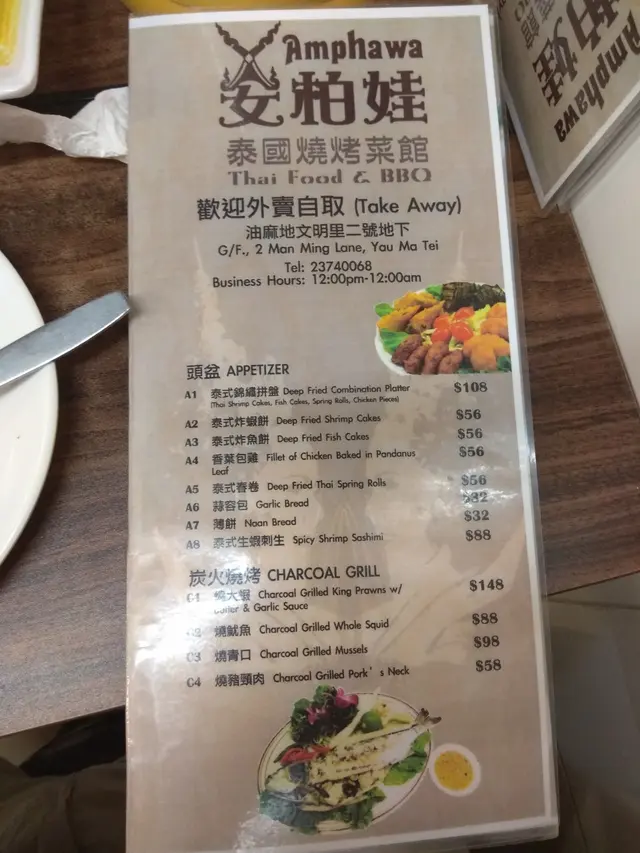 Amphawa
安柏娃
泰國燒烤菜館
Thai Food & BBQ
歡迎外賣自取 (Take Away)
油麻地文明里二號地下
G/F., 2 Man Ming Lane, Yau Ma Tei
Tel: 23740068
Business Hours: 12:00pm-12:00am
頭盆 APPETIZER
A1 泰式錦繡拼盤 Deep Fried Combination Platter $108
(Thai Shrimp Cakes, Fish Cakes, Spring Rolls, Chicken Pieces)
A2 泰式炸蝦餅 Deep Fried Shrimp Cakes $56
A3 泰式炸魚餅 Deep Fried Fish Cakes $56
A4 香葉包雞 Fillet of Chicken Baked in Pandanus $56
Leaf
A5 泰式春卷 Deep Fried Thai Spring Rolls $56
A6 蒜容包 Garlic Bread $32
A7 薄餅 Naan Bread $32
A8 泰式生蝦刺生 Spicy Shrimp Sashimi $88
炭火燒烤 CHARCOAL GRILL
C1 燒大蝦 Charcoal Grilled King Prawns w/ $148
& Garlic Sauce
C2 燒魷魚 Charcoal Grilled Whole Squid $88
C3 燒青口 Charcoal Grilled Mussels $98
C4 燒豬頸肉 Charcoal Grilled Pork's Neck $58
Amphawa
柏娃